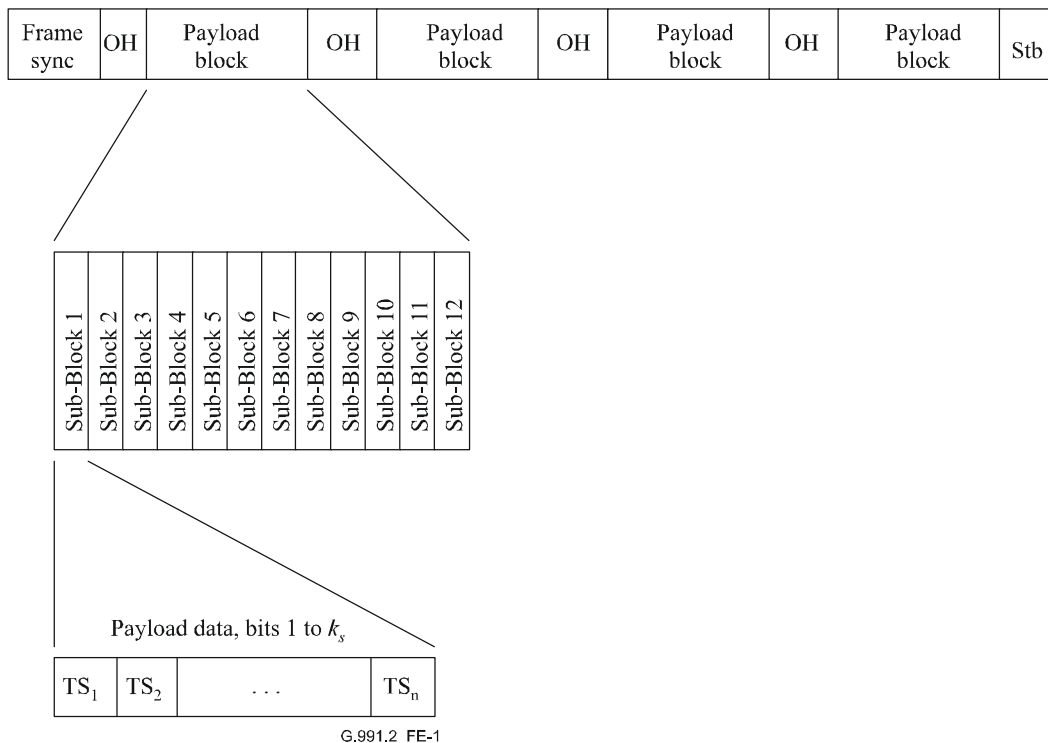 Frame sync
OH
Payload block
OH
Payload block
OH
Payload block
OH
Payload block
Stb
Sub-Block 1
Sub-Block 2
Sub-Block 3
Sub-Block 4
Sub-Block 5
Sub-Block 6
Sub-Block 7
Sub-Block 8
Sub-Block 9
Sub-Block 10
Sub-Block 11
Sub-Block 12
Payload data, bits 1 to kₛ
TS₁
TS₂
. . .
TSₙ
G.991.2 FE-1